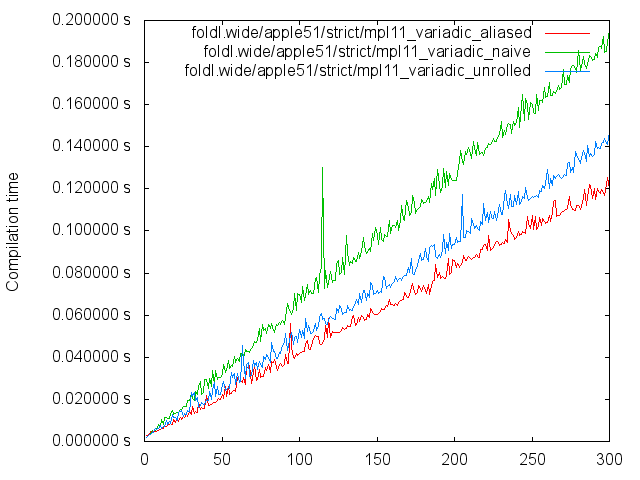 0.200000 s
foldl.wide/apple51/strict/mpl11_variadic_aliased
foldl.wide/apple51/strict/mpl11_variadic_naive
foldl.wide/apple51/strict/mpl11_variadic_unrolled
0.180000 s
0.160000 s
0.140000 s
0.120000 s
0.100000 s
0.080000 s
0.060000 s
0.040000 s
0.020000 s
0.000000 s
Compilation time
0 50 100 150 200 250 300